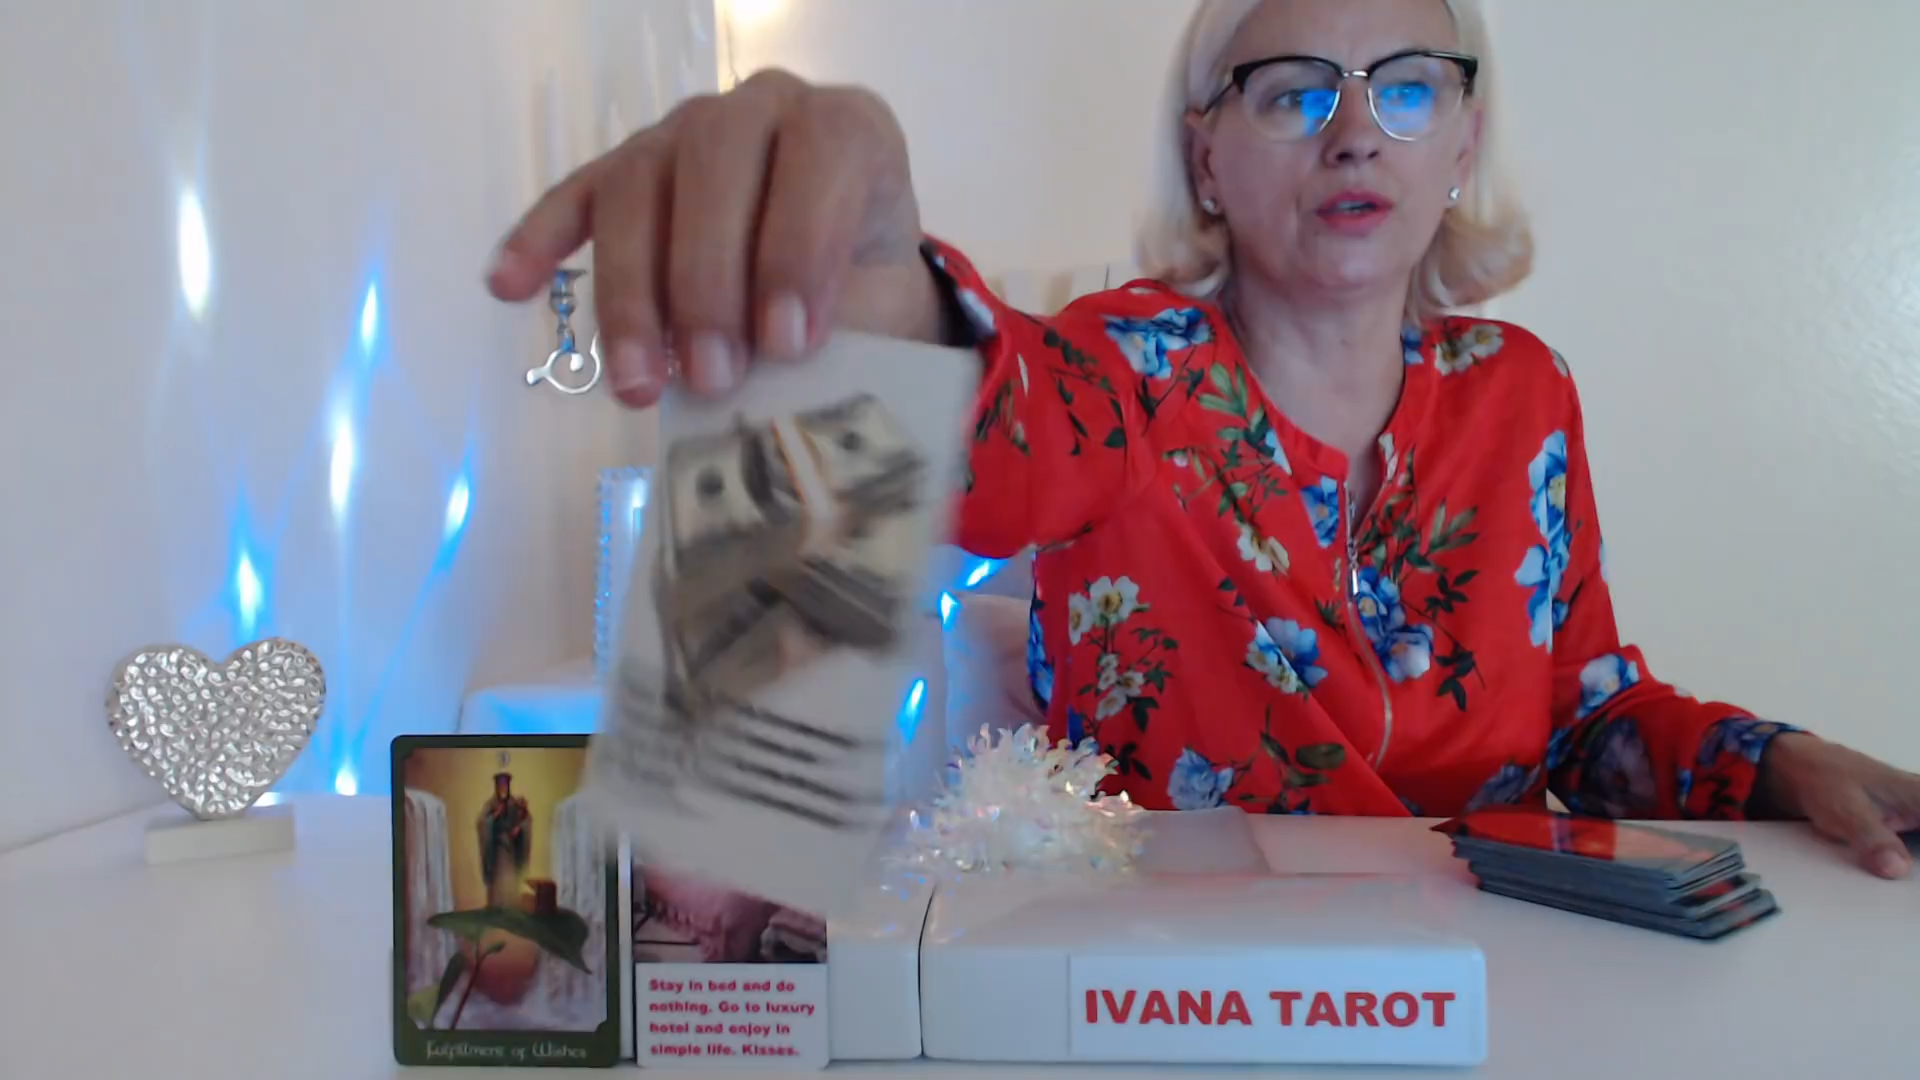 Fulfillment of Wishes
Stay in bed and do
nothing. Go to luxury
hotel and enjoy in
simple life. Kisses.
IVANA TAROT